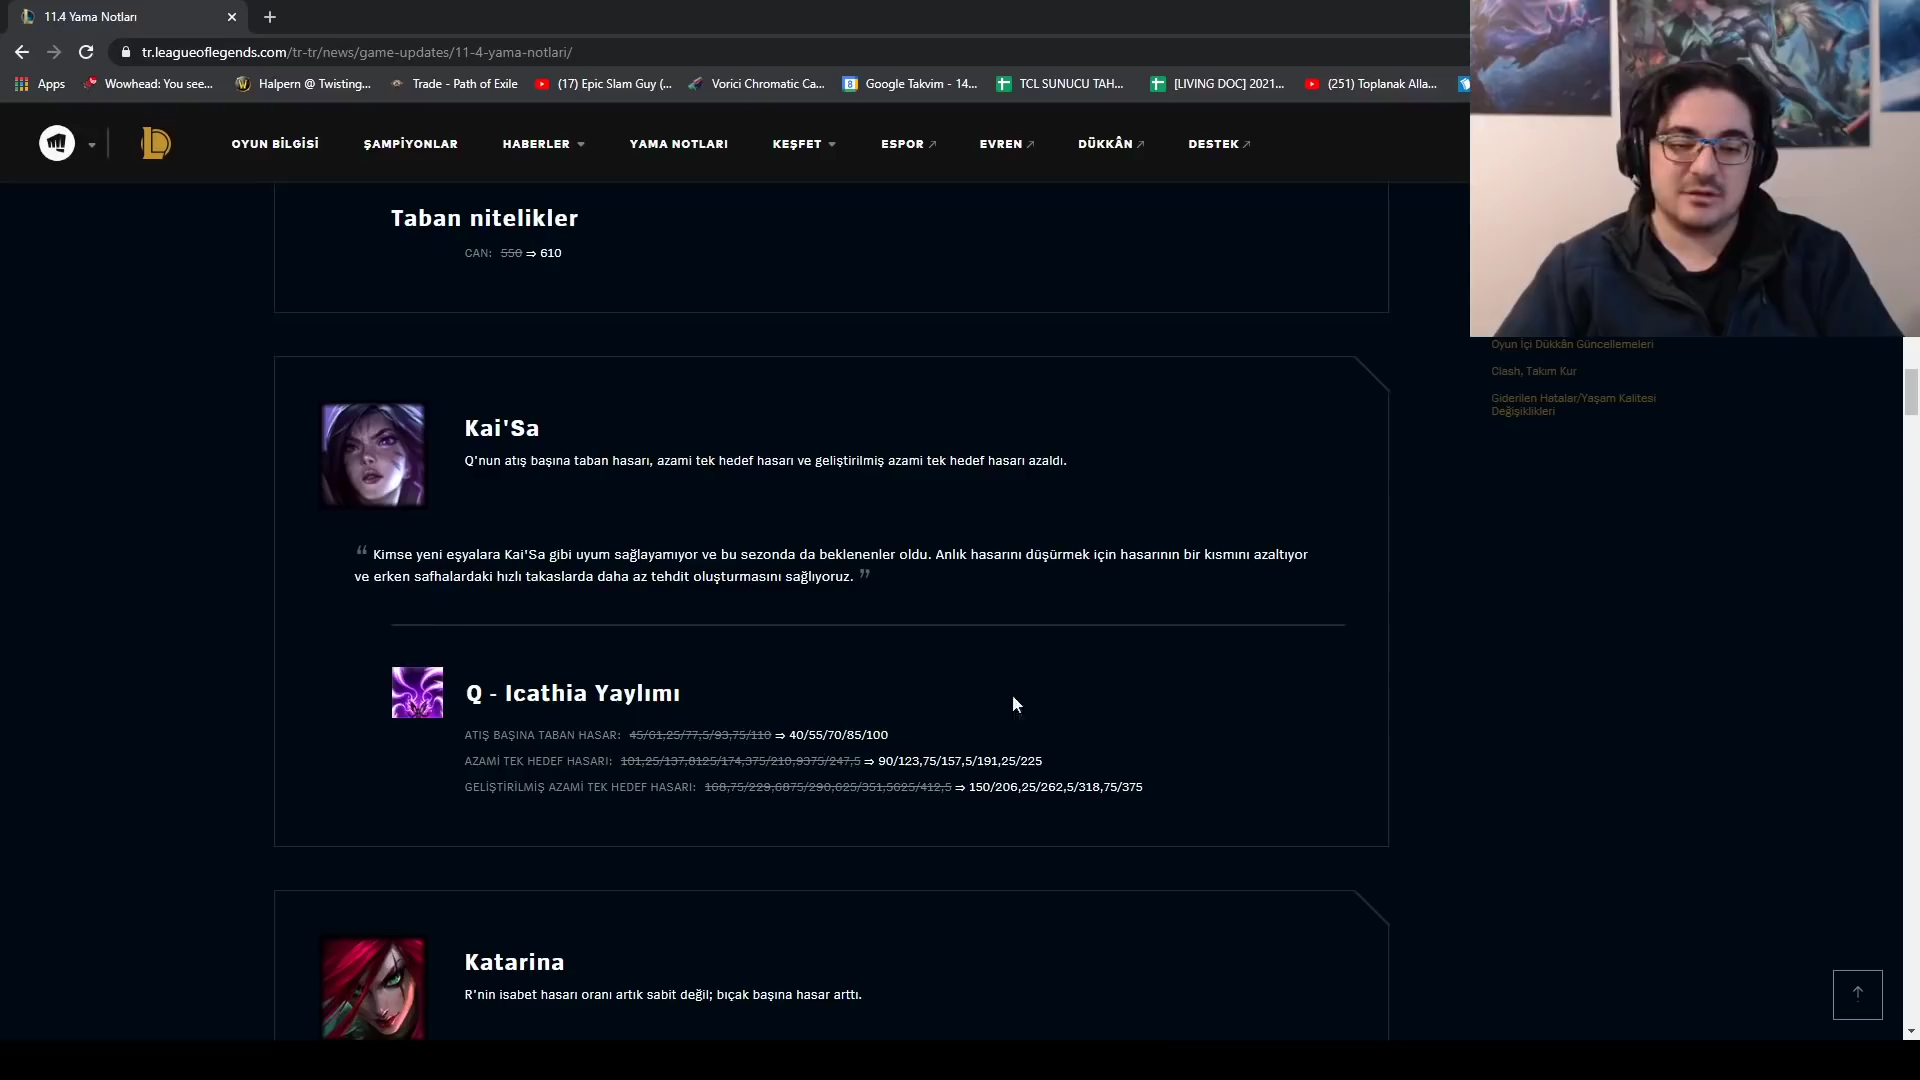 11.4 Yama Notları
tr.leagueoflegends.com/tr-tr/news/game-updates/11-4-yama-notlari/
Apps
Wowhead: You see...
Halpern @ Twisting...
Trade - Path of Exile
(17) Epic Slam Guy (...
Vorici Chromatic Ca...
Google Takvim - 14...
TCL SUNUCU TAH...
[LIVING DOC] 2021...
(251) Toplanak Alla...
OYUN BİLGİSİ
ŞAMPİYONLAR
HABERLER
YAMA NOTLARI
KEŞFET
ESPOR
EVREN
DÜKKÂN
DESTEK
Taban nitelikler
CAN: 550 ⇒ 610
Oyun İçi Dükkân Güncellemeleri
Clash, Takım Kur
Giderilen Hatalar/Yaşam Kalitesi
Değişiklikleri
Kai'Sa
Q'nun atış başına taban hasarı, azami tek hedef hasarı ve geliştirilmiş azami tek hedef hasarı azaldı.
“ Kimse yeni eşyalara Kai'Sa gibi uyum sağlayamıyor ve bu sezonda da beklenenler oldu. Anlık hasarını düşürmek için hasarının bir kısmını azaltıyor
ve erken safhalardaki hızlı takaslarda daha az tehdit oluşturmasını sağlıyoruz. ”
Q - Icathia Yaylımı
ATIŞ BAŞINA TABAN HASAR: 45/61,25/77,5/93,75/110 ⇒ 40/55/70/85/100
AZAMİ TEK HEDEF HASARI: 101,25/137,8125/174,375/210,9375/247,5 ⇒ 90/123,75/157,5/191,25/225
GELİŞTİRİLMİŞ AZAMİ TEK HEDEF HASARI: 168,75/229,6875/290,625/351,5625/412,5 ⇒ 150/206,25/262,5/318,75/375
Katarina
R'nin isabet hasarı oranı artık sabit değil; bıçak başına hasar arttı.